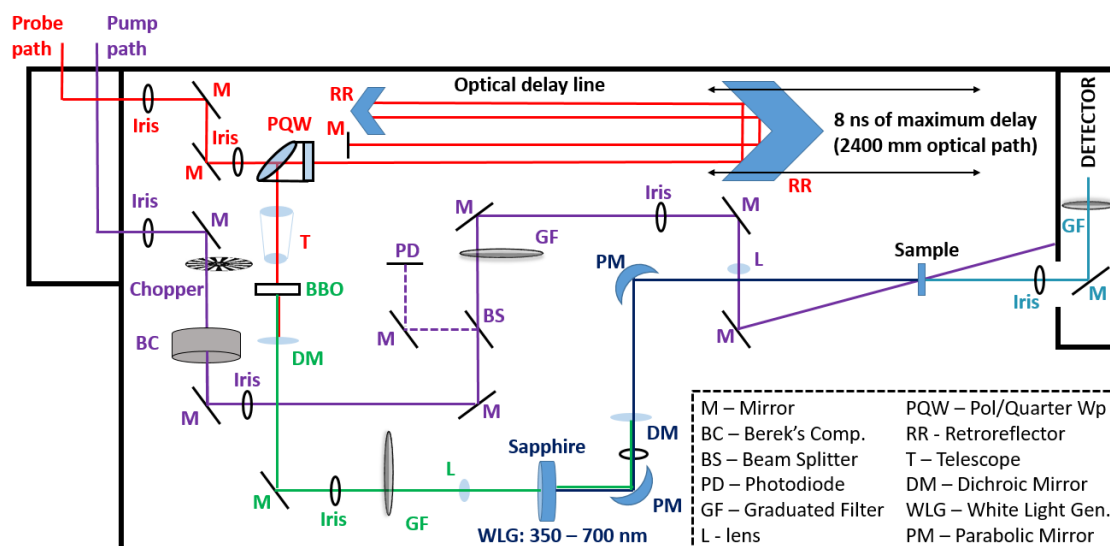 Probe
path
Pump
path
Iris
M
M
Iris
PQW
RR
M
Optical delay line
8 ns of maximum delay
(2400 mm optical path)
RR
DETECTOR
GF
M
Iris
Iris
M
Chopper
BC
M
Iris
T
BBO
DM
PD
M
BS
M
M
GF
Iris
M
L
M
PM
Sample
M
Iris
GF
L
Sapphire
WLG: 350 – 700 nm
DM
PM
M – Mirror
BC – Berek's Comp.
BS – Beam Splitter
PD – Photodiode
GF – Graduated Filter
L - lens
PQW – Pol/Quarter Wp
RR - Retroreflector
T – Telescope
DM – Dichroic Mirror
WLG – White Light Gen.
PM – Parabolic Mirror